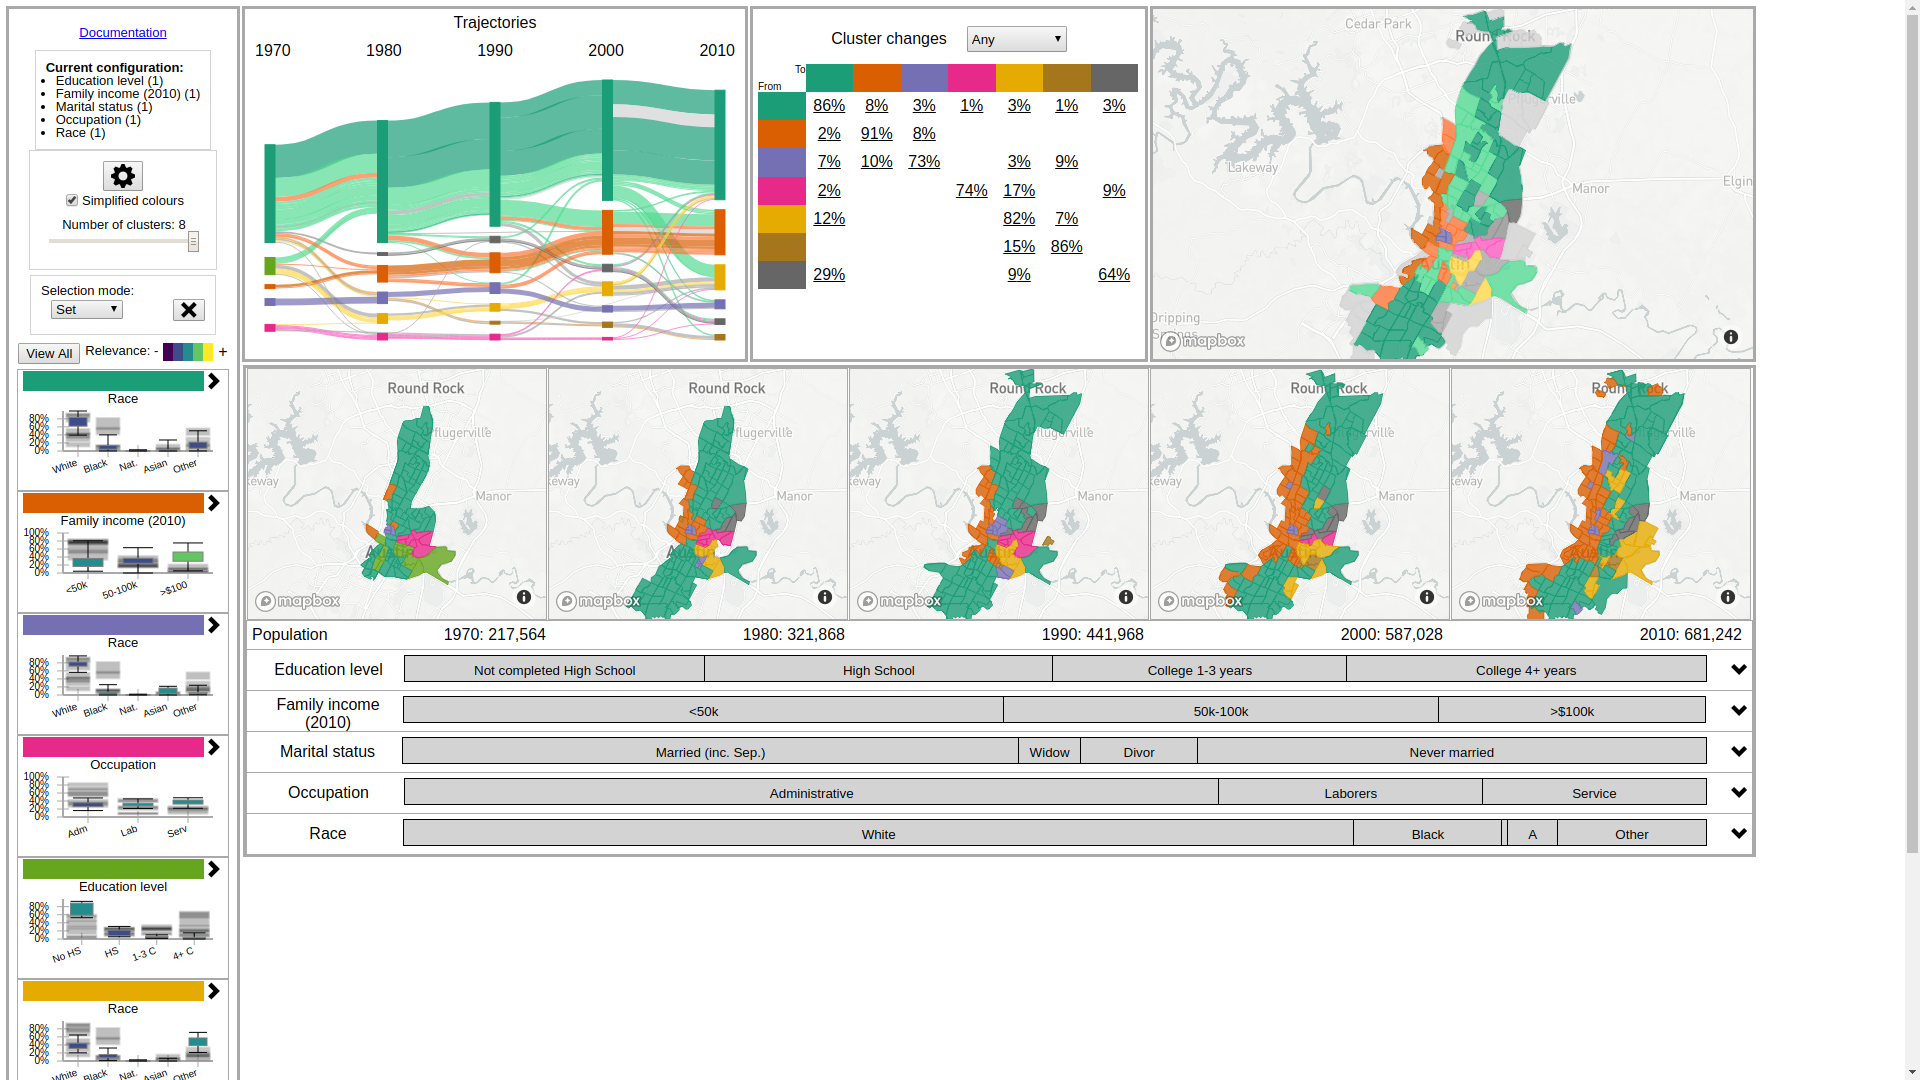 Documentation
Current configuration:
Education level (1)
Family income (2010) (1)
Marital status (1)
Occupation (1)
Race (1)
Simplified colours
Number of clusters: 8
Selection mode:
Set
View All
Relevance: - +
Race
80%
60%
40%
20%
0%
White Black Nat. Asian Other
Family income (2010)
100%
80%
60%
40%
20%
0%
<50k 50-100k >$100
Race
80%
60%
40%
20%
0%
White Black Nat. Asian Other
Occupation
100%
80%
60%
40%
20%
0%
Adm Lab Serv
Education level
80%
60%
40%
20%
0%
No HS HS 1-3 C 4+ C
Race
80%
60%
40%
20%
0%
White Black Nat. Asian Other
Trajectories
1970 1980 1990 2000 2010
Cluster changes Any
To
From
86% 8% 3% 1% 3% 1% 3%
2% 91% 8%
7% 10% 73% 3% 9%
2% 74% 17% 9%
12% 82% 7%
15% 86%
29% 9% 64%
Cedar Park
Round Rock
Pflugerville
Lakeway
Manor
Elgin
Austin
Dripping
Springs
mapbox
Round Rock
flugerville
keway
Manor
mapbox
Round Rock
flugerville
keway
Manor
mapbox
Round Rock
flugerville
keway
Manor
mapbox
Round Rock
rville
keway
Manor
mapbox
Round Rock
ville
keway
Manor
mapbox
Population 1970: 217,564 1980: 321,868 1990: 441,968 2000: 587,028 2010: 681,242
Education level Not completed High School High School College 1-3 years College 4+ years
Family income
(2010)
<50k 50k-100k >$100k
Marital status Married (inc. Sep.) Widow Divor Never married
Occupation Administrative Laborers Service
Race White Black A Other